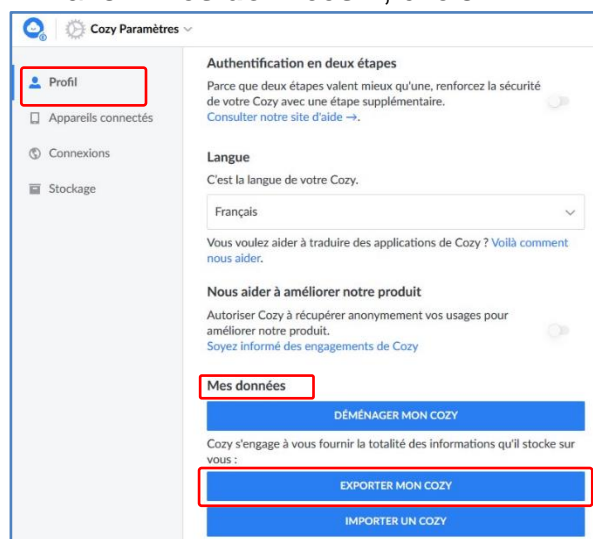 Cozy Paramètres
Profil
Appareils connectés
Connexions
Stockage
Authentification en deux étapes
Parce que deux étapes valent mieux qu'une, renforcez la sécurité
de votre Cozy avec une étape supplémentaire.
Consulter notre site d'aide →.
Langue
C'est la langue de votre Cozy.
Français
Vous voulez aider à traduire des applications de Cozy ? Voilà comment
nous aider.
Nous aider à améliorer notre produit
Autoriser Cozy à récupérer anonymement vos usages pour
améliorer notre produit.
Soyez informé des engagements de Cozy
Mes données
DÉMÉNAGER MON COZY
Cozy s'engage à vous fournir la totalité des informations qu'il stocke sur
vous :
EXPORTER MON COZY
IMPORTER UN COZY